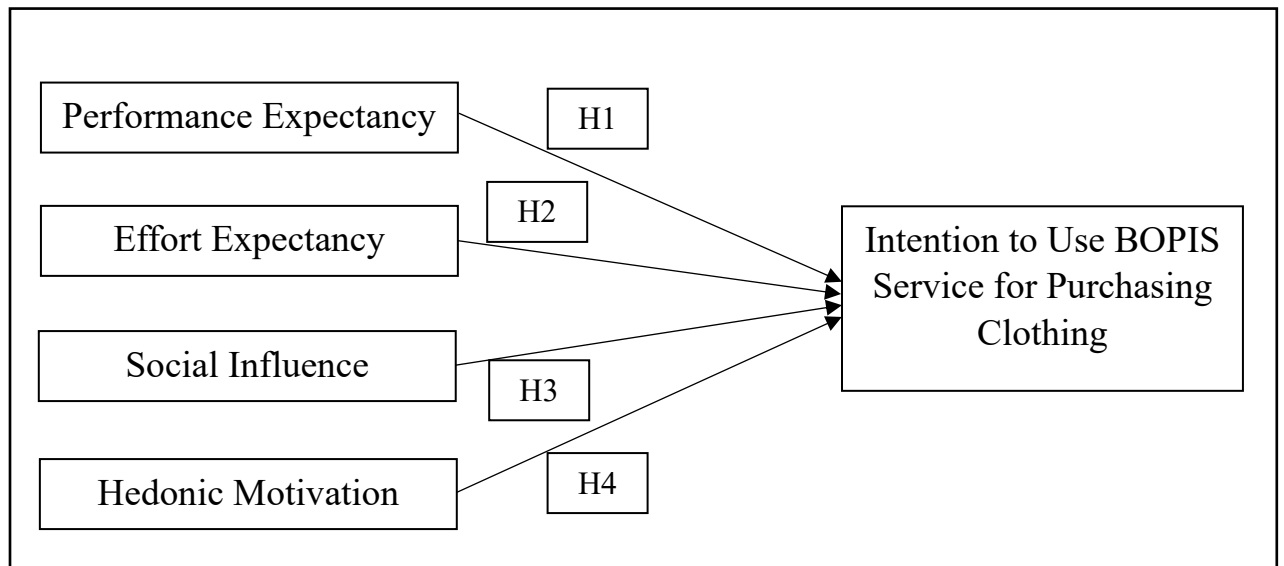 Performance Expectancy
H1
Effort Expectancy
H2
Social Influence
H3
Hedonic Motivation
H4
Intention to Use BOPIS
Service for Purchasing
Clothing